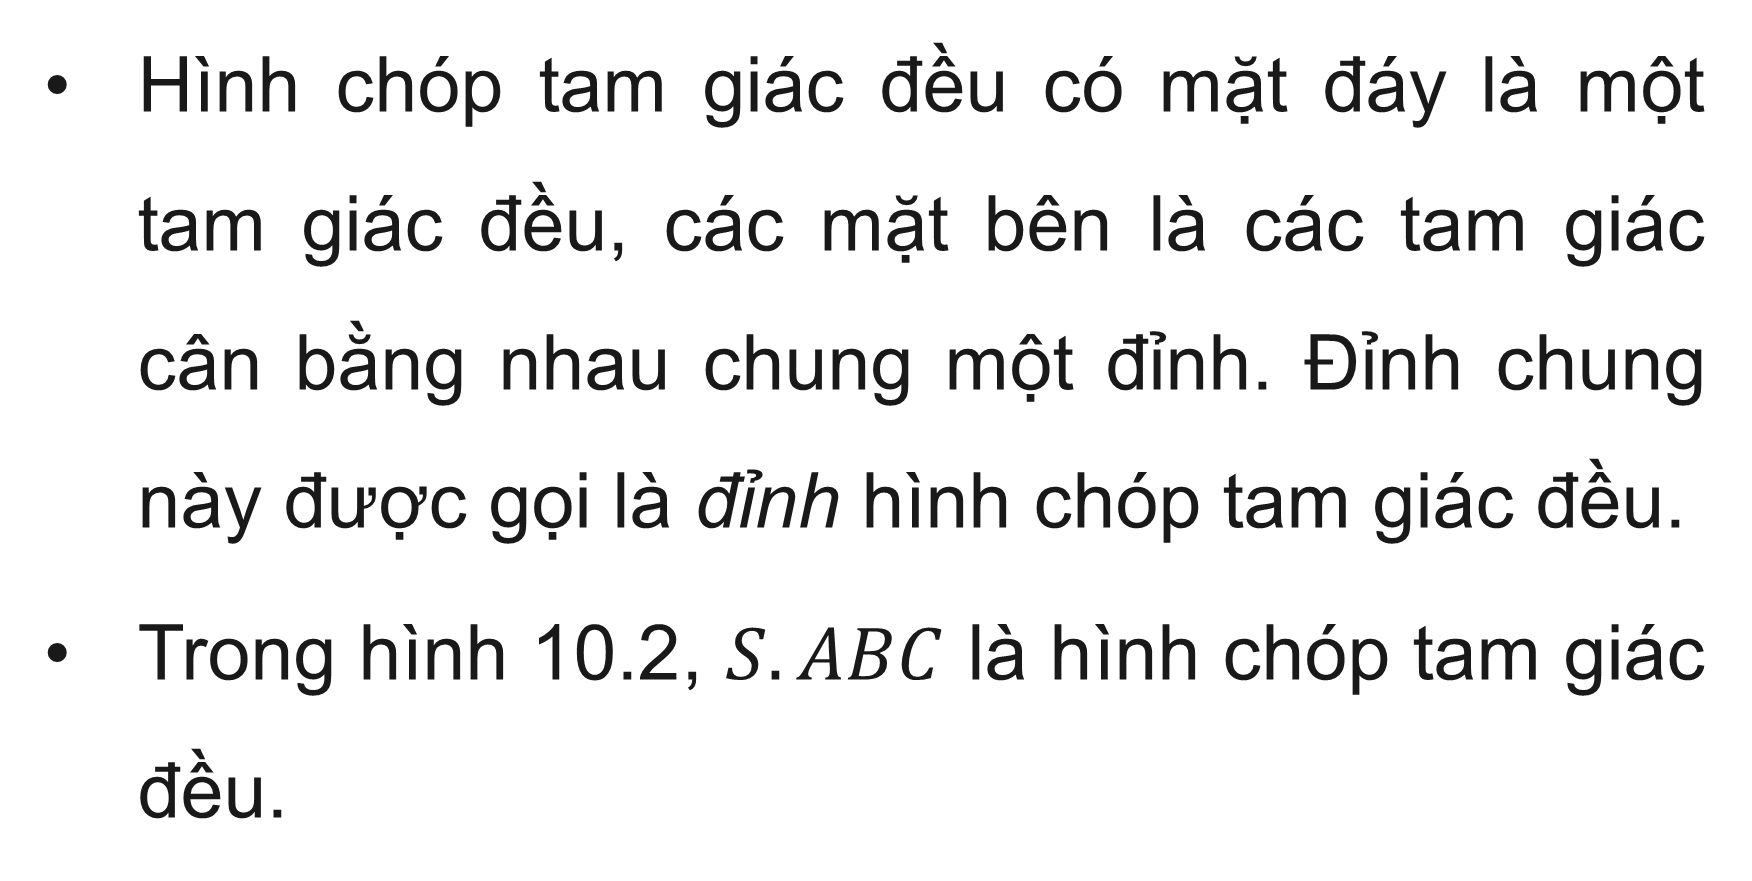 • Hình chóp tam giác đều có mặt đáy là một
tam giác đều, các mặt bên là các tam giác
cân bằng nhau chung một đỉnh. Đỉnh chung
này được gọi là đỉnh hình chóp tam giác đều.
• Trong hình 10.2, S.ABC là hình chóp tam giác
đều.